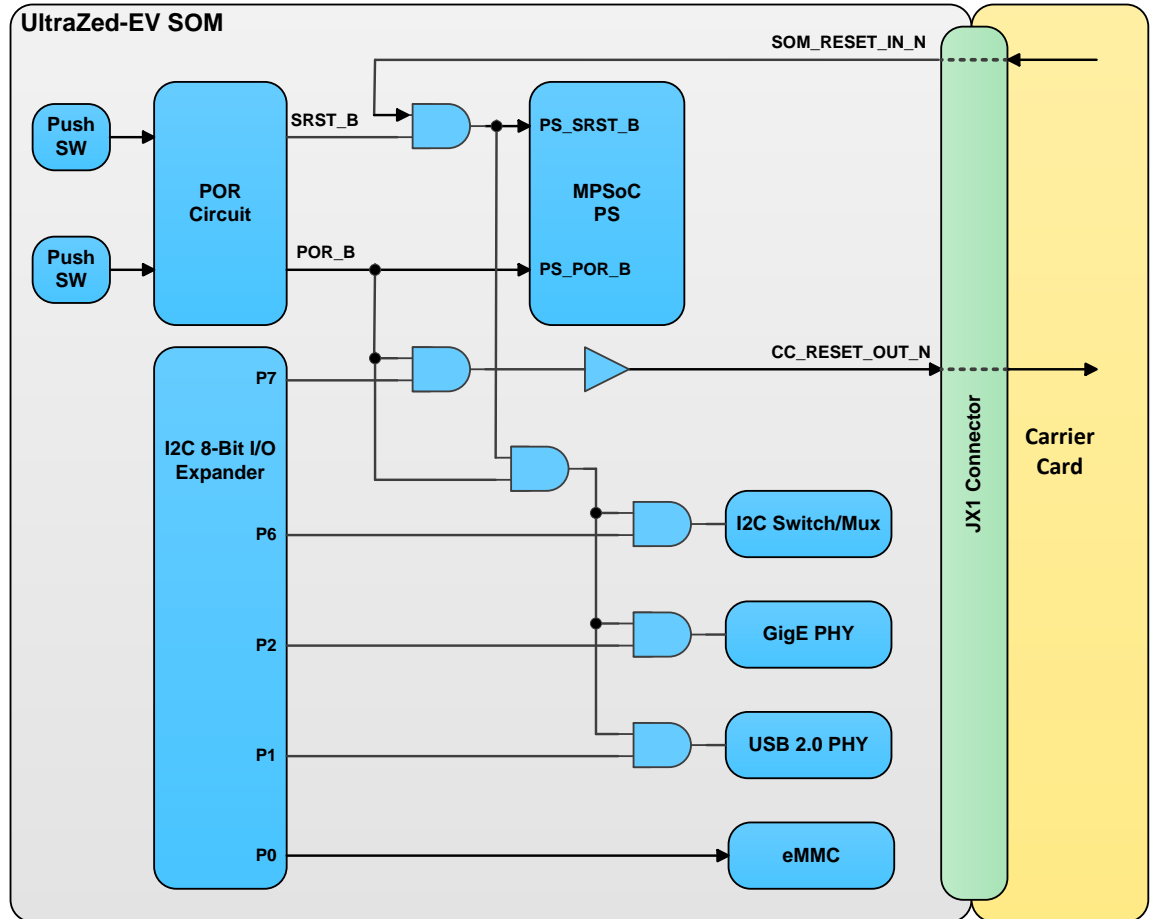 UltraZed-EV SOM
SOM_RESET_IN_N
Push
SW
SRST_B
PS_SRST_B
POR
Circuit
MPSoC
PS
Push
SW
POR_B
PS_POR_B
CC_RESET_OUT_N
P7
I2C 8-Bit I/O
Expander
P6
I2C Switch/Mux
P2
GigE PHY
P1
USB 2.0 PHY
P0
eMMC
JX1 Connector
Carrier
Card